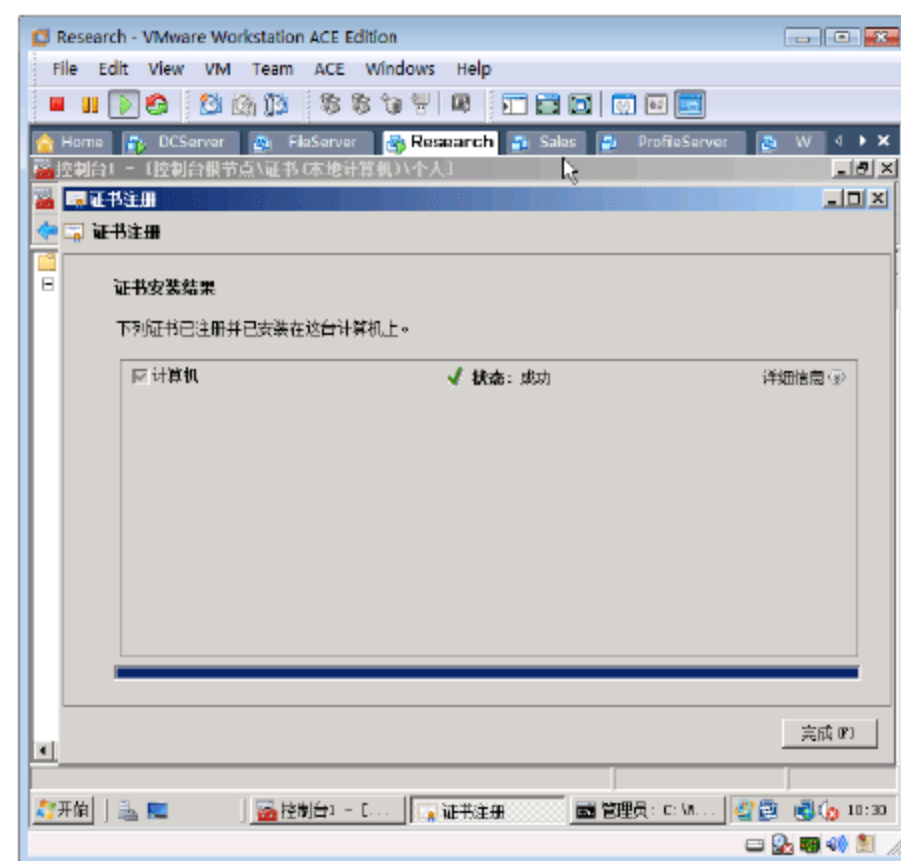 Research - VMware Workstation ACE Edition
File Edit View VM Team ACE Windows Help
Home DCServer FileServer Research Sales ProfileServer W
控制台1 - [控制台根节点\证书(本地计算机)\个人]
证书注册
证书注册
证书安装结果
下列证书已注册并已安装在这台计算机上。
计算机 状态: 成功 详细信息
完成(F)
开始 控制台1 - [... 证书注册 管理员: C:\W... 10:30